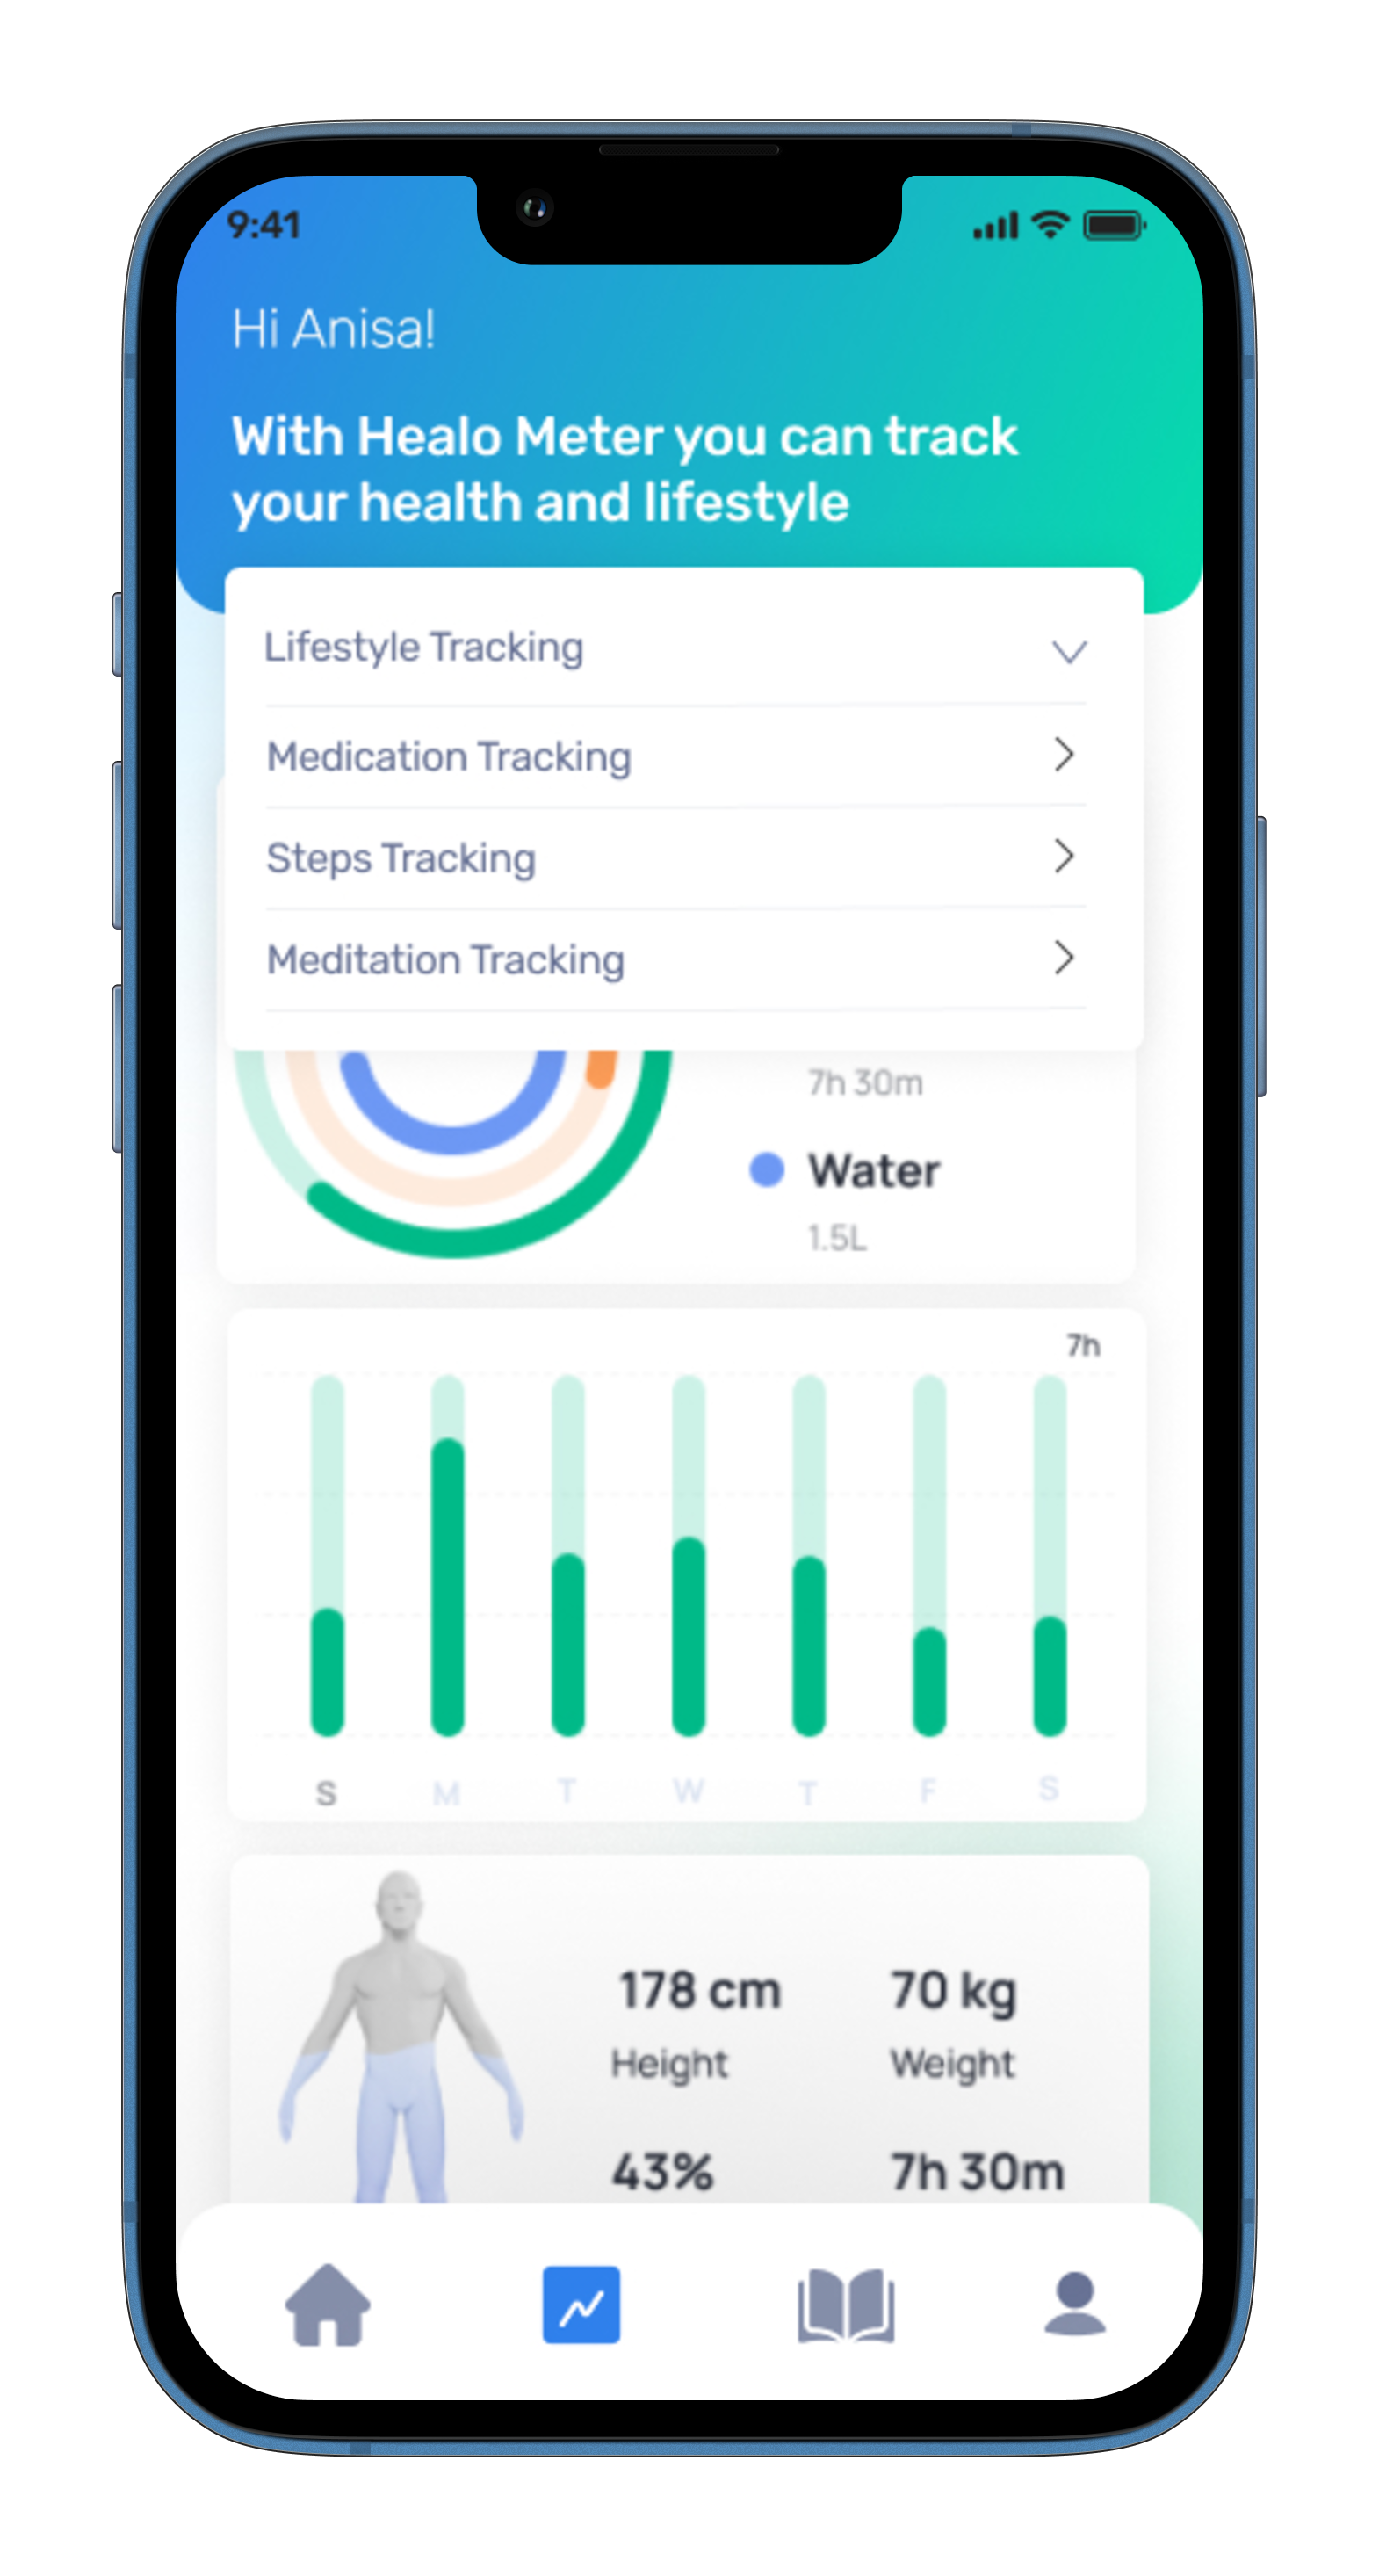 9:41
Hi Anisa!
With Healo Meter you can track
your health and lifestyle
Lifestyle Tracking
Medication Tracking
Steps Tracking
Meditation Tracking
7h 30m
Water
1.5L
7h
S M T W T F S
178 cm 70 kg
Height Weight
43% 7h 30m